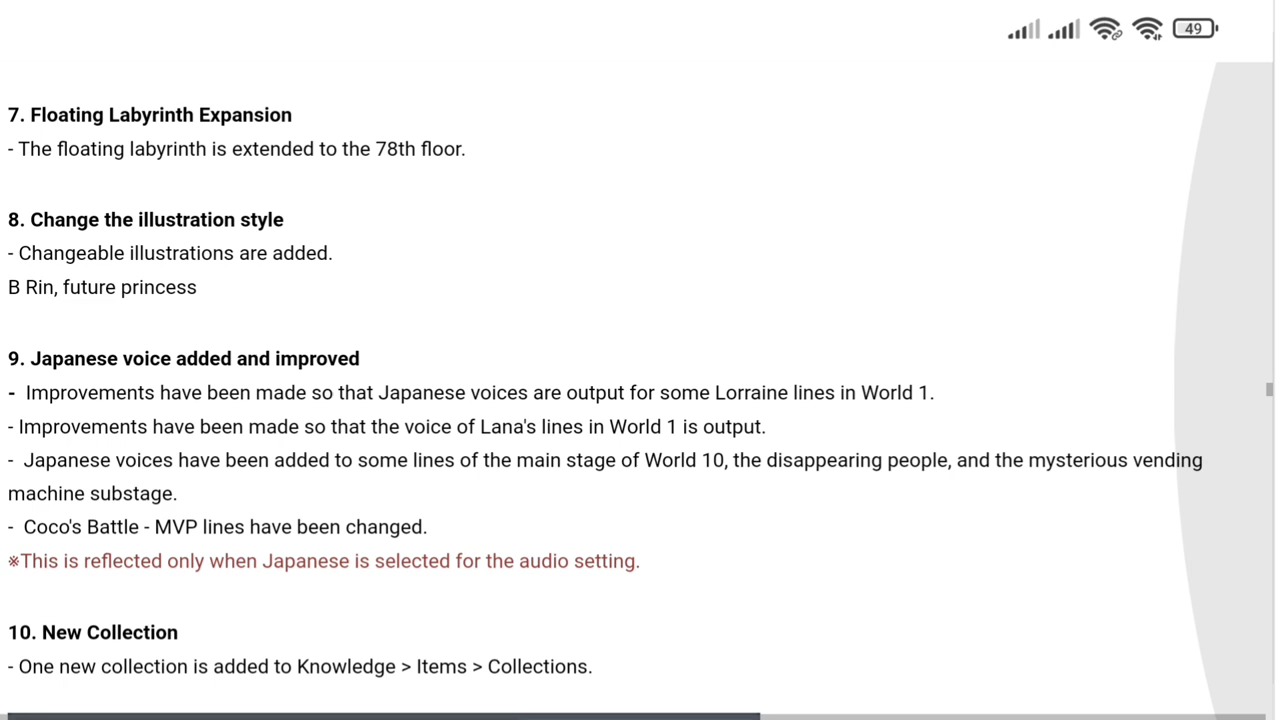 49
7. Floating Labyrinth Expansion
- The floating labyrinth is extended to the 78th floor.
8. Change the illustration style
- Changeable illustrations are added.
B Rin, future princess
9. Japanese voice added and improved
- Improvements have been made so that Japanese voices are output for some Lorraine lines in World 1.
- Improvements have been made so that the voice of Lana's lines in World 1 is output.
- Japanese voices have been added to some lines of the main stage of World 10, the disappearing people, and the mysterious vending
machine substage.
- Coco's Battle - MVP lines have been changed.
※This is reflected only when Japanese is selected for the audio setting.
10. New Collection
- One new collection is added to Knowledge > Items > Collections.